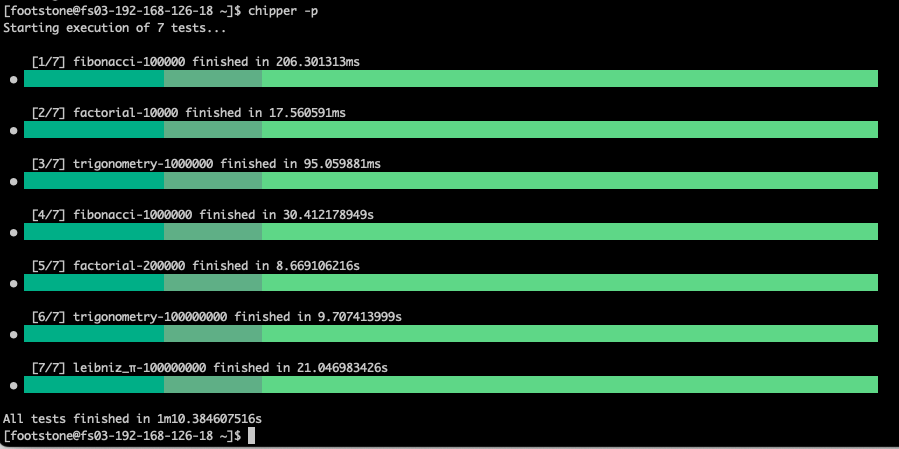 [footstone@fs03-192-168-126-18 ~]$ chipper -p
Starting execution of 7 tests...
[1/7] fibonacci-100000 finished in 206.301313ms
[2/7] factorial-10000 finished in 17.560591ms
[3/7] trigonometry-1000000 finished in 95.059881ms
[4/7] fibonacci-1000000 finished in 30.412178949s
[5/7] factorial-200000 finished in 8.669106216s
[6/7] trigonometry-100000000 finished in 9.707413999s
[7/7] leibniz_π-100000000 finished in 21.046983426s
All tests finished in 1m10.384607516s
[footstone@fs03-192-168-126-18 ~]$